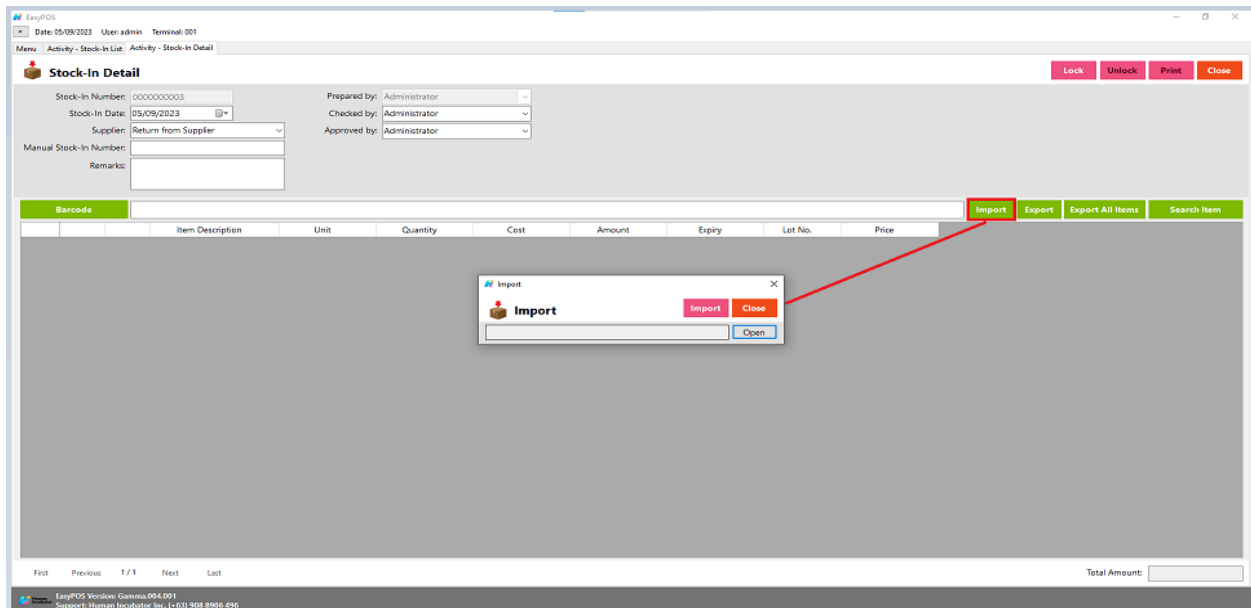 EasyPOS
Date: 05/09/2023 User: admin Terminal: 001
Menu Activity - Stock-In List Activity - Stock-In Detail
Stock-In Detail
Lock Unlock Print Close
Stock-In Number: 0000000003 Prepared by: Administrator
Stock-In Date: 05/09/2023 Checked by: Administrator
Supplier: Return from Supplier Approved by: Administrator
Manual Stock-In Number:
Remarks:
Barcode Import Export Export All Items Search Item
Item Description Unit Quantity Cost Amount Expiry Lot No. Price
Import
Import Import Close
Open
First Previous 1 / 1 Next Last Total Amount:
Human Incubator EasyPOS Version: Gamma.004.001
Support: Human Incubator Inc. (+63) 908 8906 496